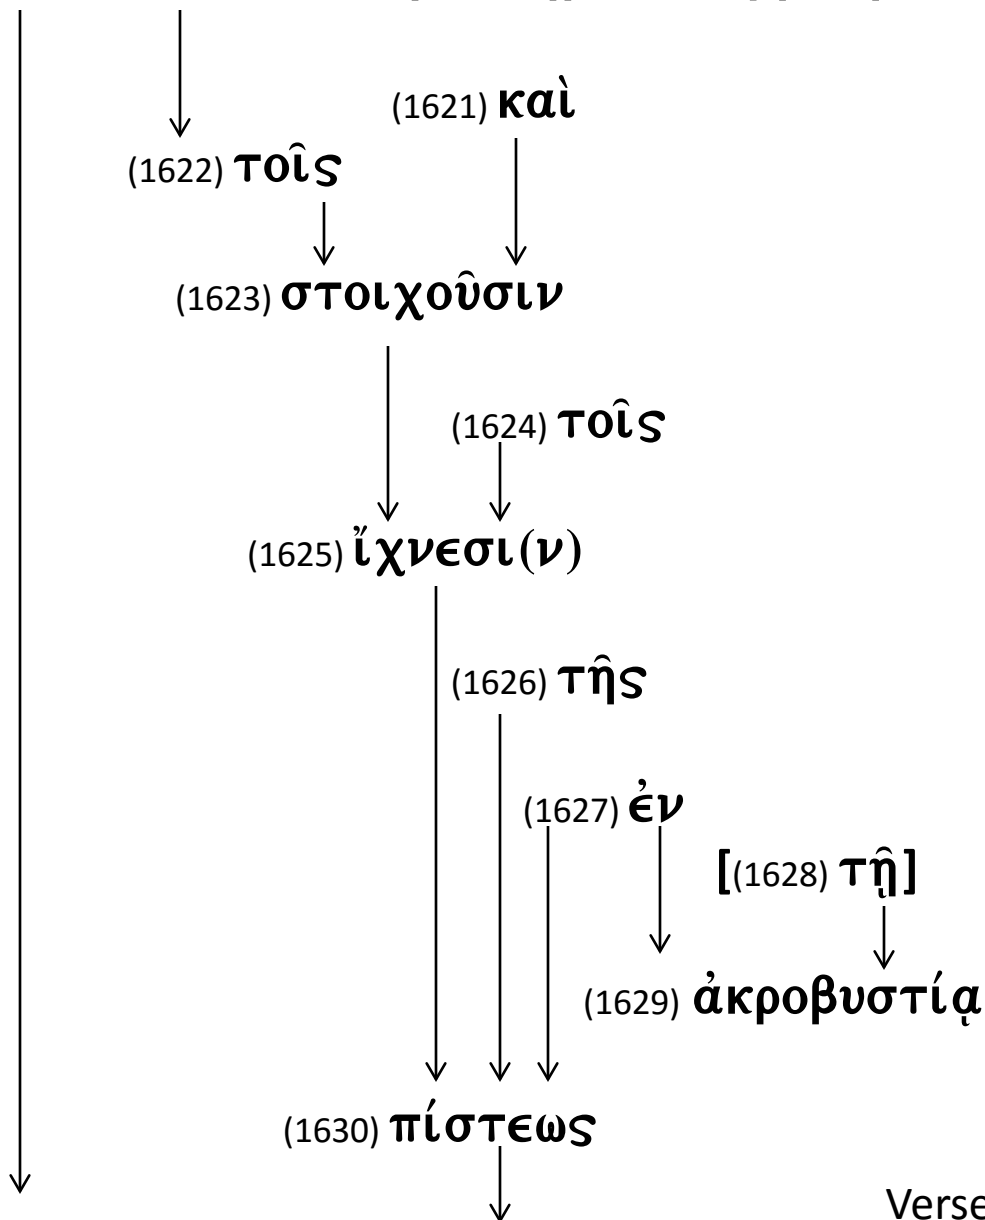 (1621) καὶ
(1622) τοῖς
(1623) στοιχοῦσιν
(1624) τοῖς
(1625) ἴχνεσι(ν)
(1626) τῆς
(1627) ἐν
[(1628) τῇ]
(1629) ἀκροβυστίᾳ
(1630) πίστεως
Verse